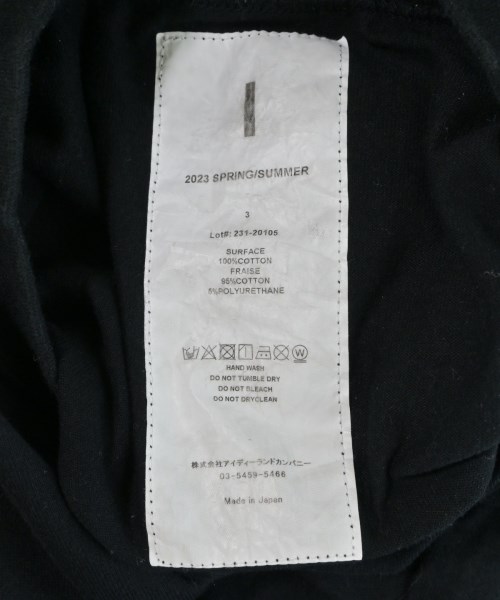 2023 SPRING/SUMMER
3
Lot#: 231-20105
SURFACE
100%COTTON
FRAISE
95%COTTON
5%POLYURETHANE
HAND WASH
DO NOT TUMBLE DRY
DO NOT BLEACH
DO NOT DRYCLEAN
株式会社アイディーランドカンパニー
03-5459-5466
Made in Japan